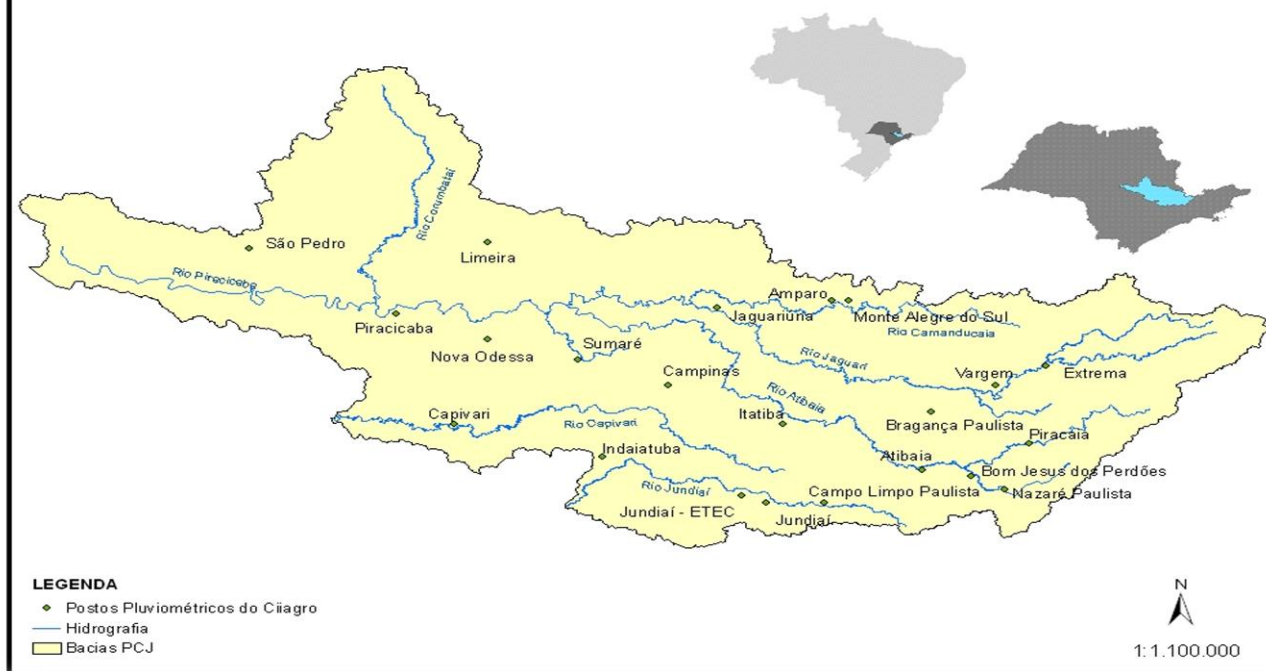 Rio Corumbataí
São Pedro
Limeira
Rio Piracicaba
Amparo
Piracicaba
Jaguariúna
Monte Alegre do Sul
Rio Camanducaia
Nova Odessa
Sumaré
Rio Jaguari
Campinas
Vargem
Extrema
Rio Atibaia
Capivari
Rio Capivari
Itatiba
Bragança Paulista
Piracaia
Indaiatuba
Atibaia
Bom Jesus dos Perdões
Rio Jundiaí
Campo Limpo Paulista
Nazaré Paulista
Jundiaí - ETEC
Jundiaí
LEGENDA
Postos Pluviométricos do Ciiagro
Hidrografia
Bacias PCJ
N
1:1.100.000